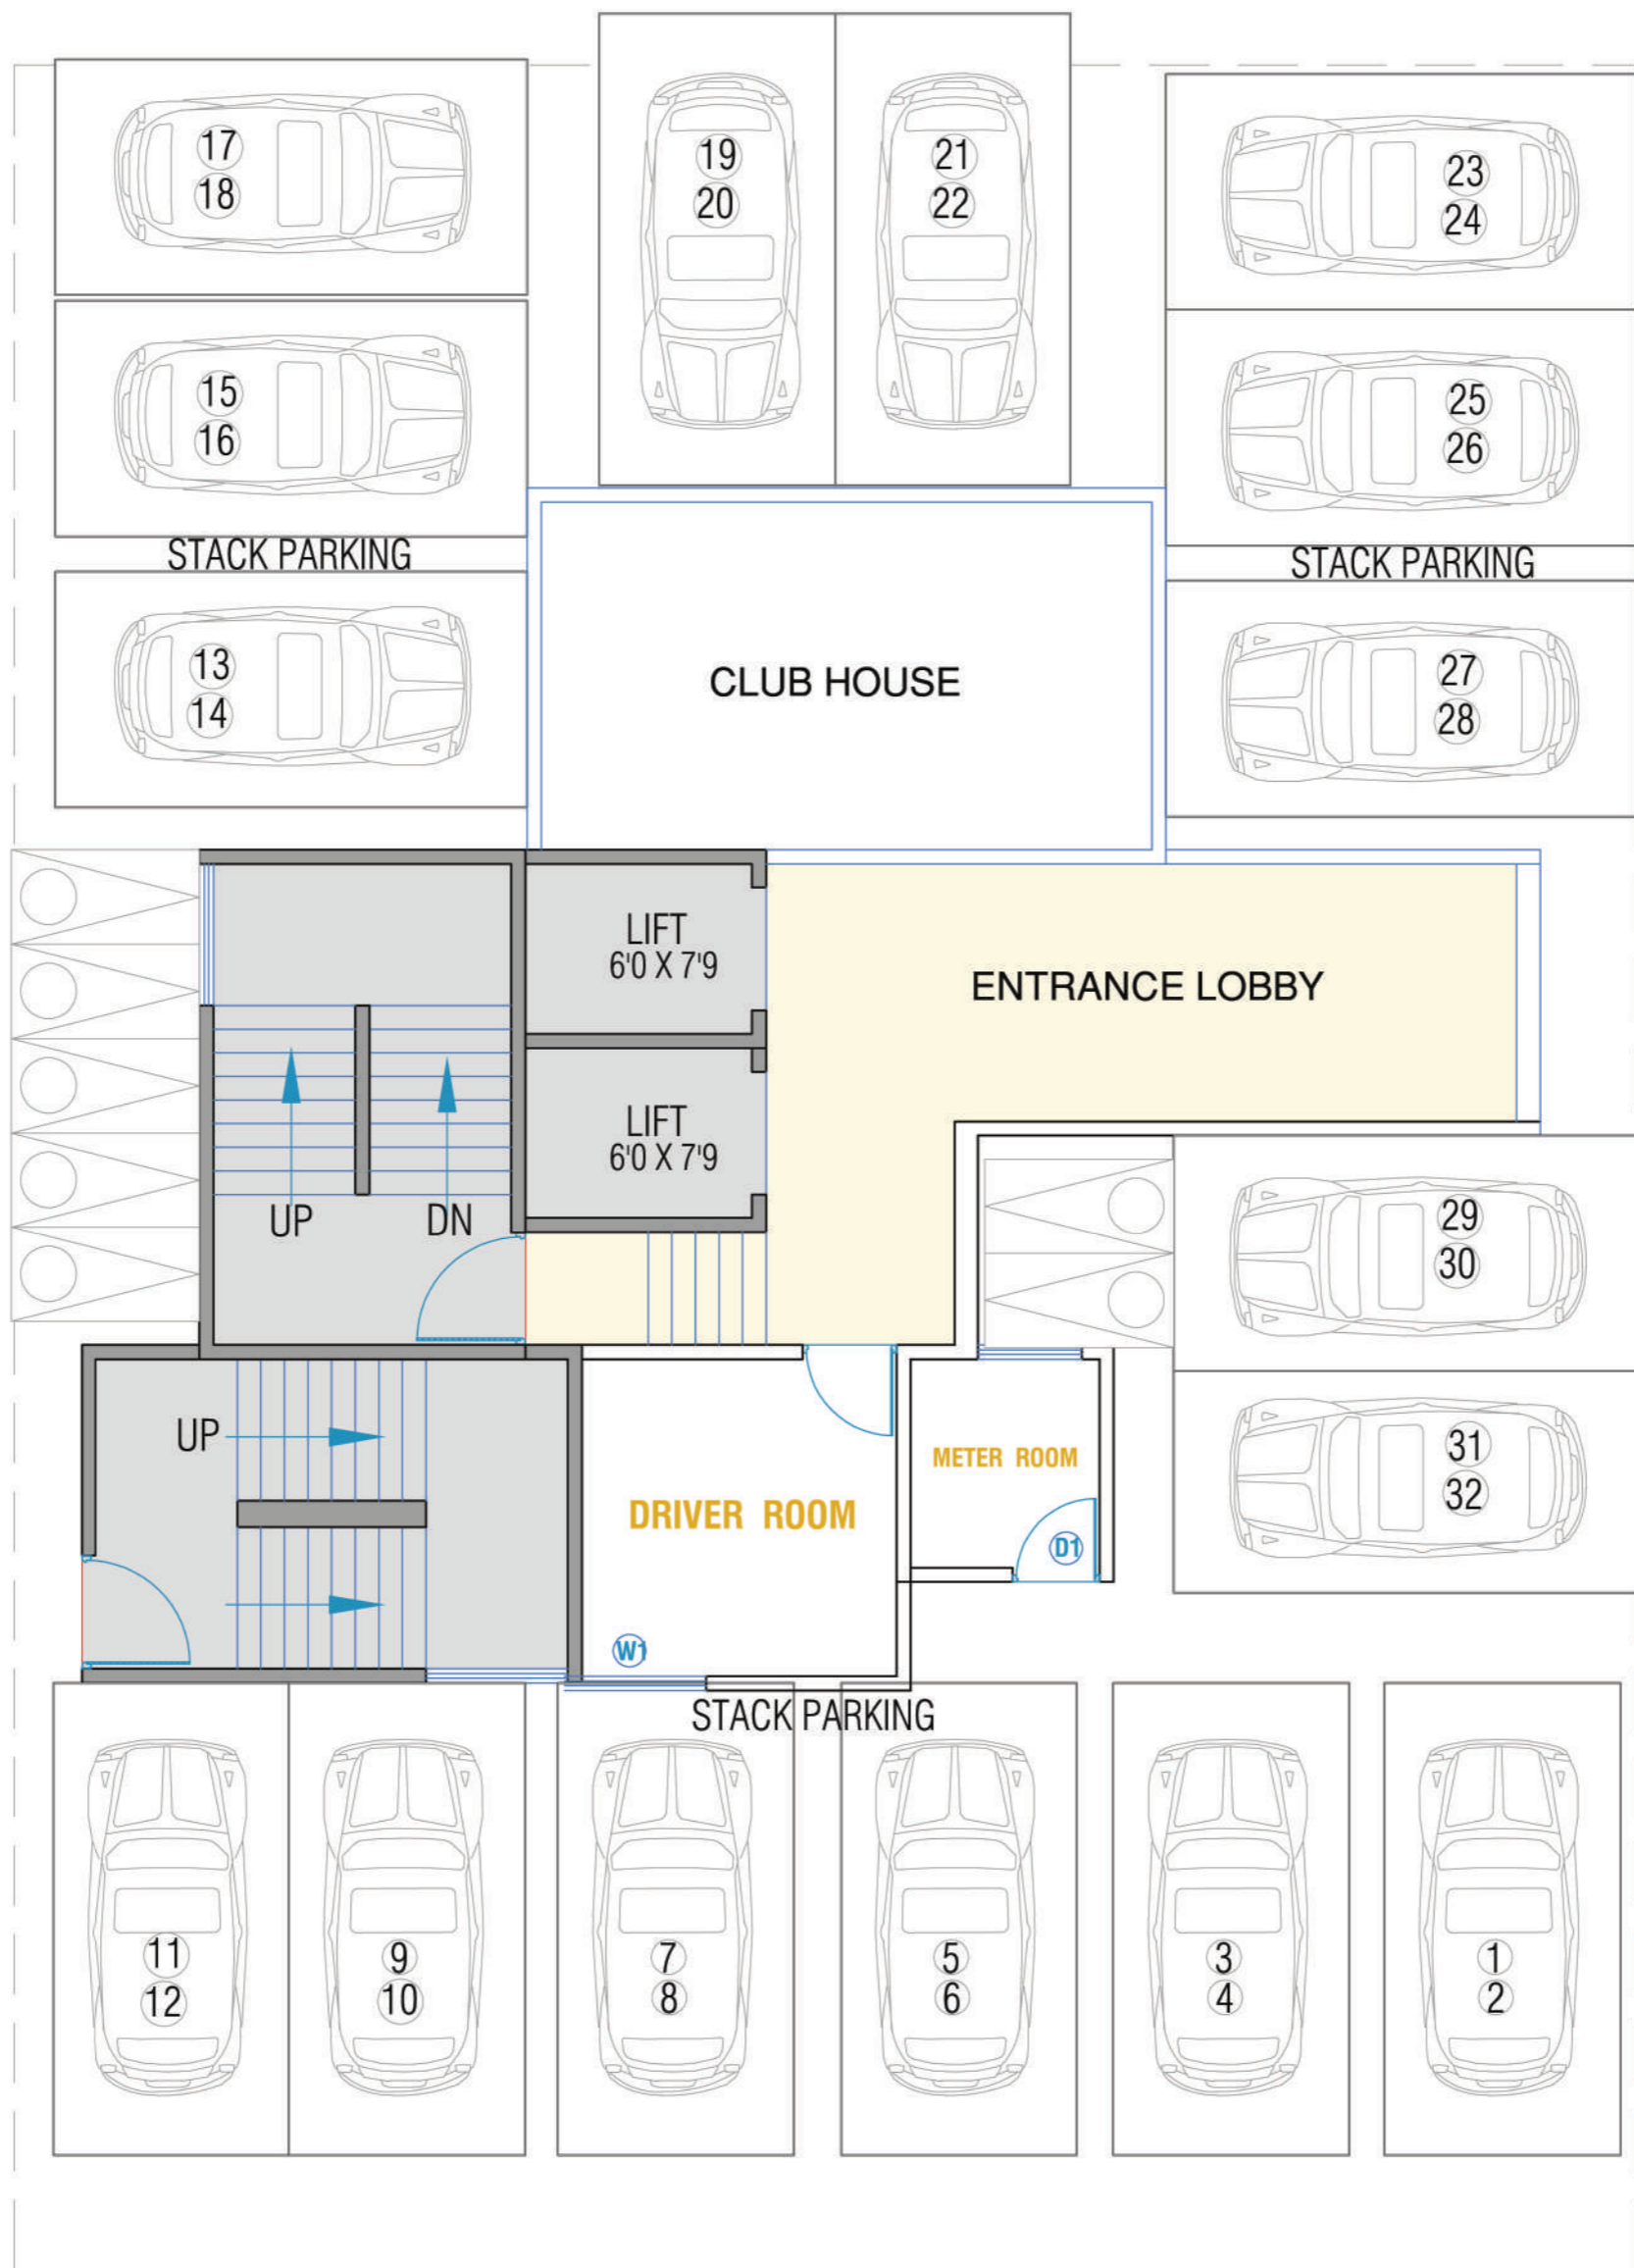 17
18
19
20
21
22
23
24
15
16
25
26
STACK PARKING
STACK PARKING
13
14
CLUB HOUSE
27
28
LIFT
6'0 X 7'9
ENTRANCE LOBBY
LIFT
6'0 X 7'9
UP
DN
29
30
UP
METER ROOM
DRIVER ROOM
31
32
D1
W1
STACK PARKING
11
12
9
10
7
8
5
6
3
4
1
2